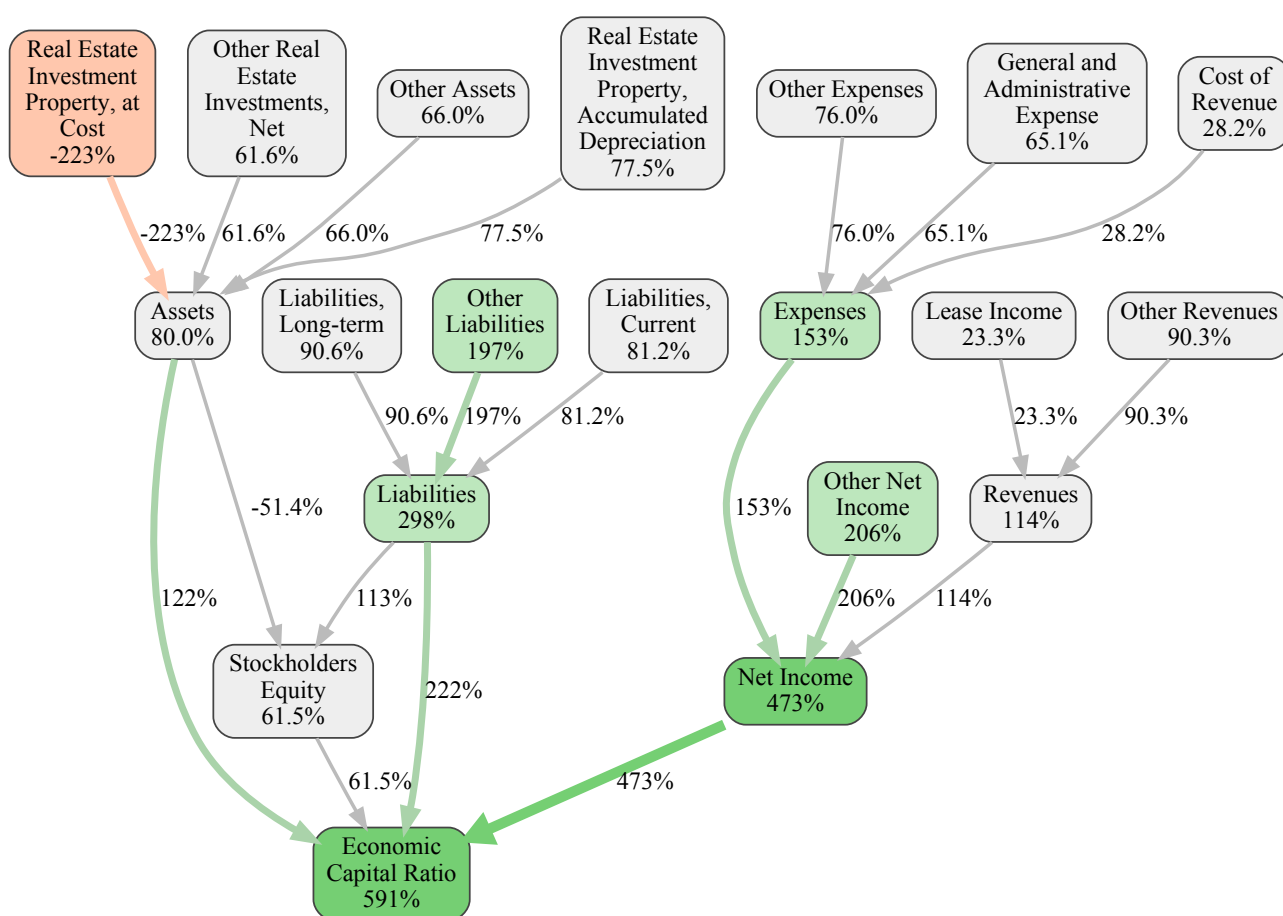 Real Estate
Investment
Property, at
Cost
-223%
Other Real
Estate
Investments,
Net
61.6%
Other Assets
66.0%
Real Estate
Investment
Property,
Accumulated
Depreciation
77.5%
Other Expenses
76.0%
General and
Administrative
Expense
65.1%
Cost of
Revenue
28.2%
-223%
61.6%
66.0%
77.5%
76.0%
65.1%
28.2%
Assets
80.0%
Liabilities,
Long-term
90.6%
Other
Liabilities
197%
Liabilities,
Current
81.2%
Expenses
153%
Lease Income
23.3%
Other Revenues
90.3%
90.6%
197%
81.2%
23.3%
90.3%
-51.4%
Liabilities
298%
153%
Other Net
Income
206%
Revenues
114%
122%
113%
206%
114%
Stockholders
Equity
61.5%
222%
Net Income
473%
61.5%
473%
Economic
Capital Ratio
591%